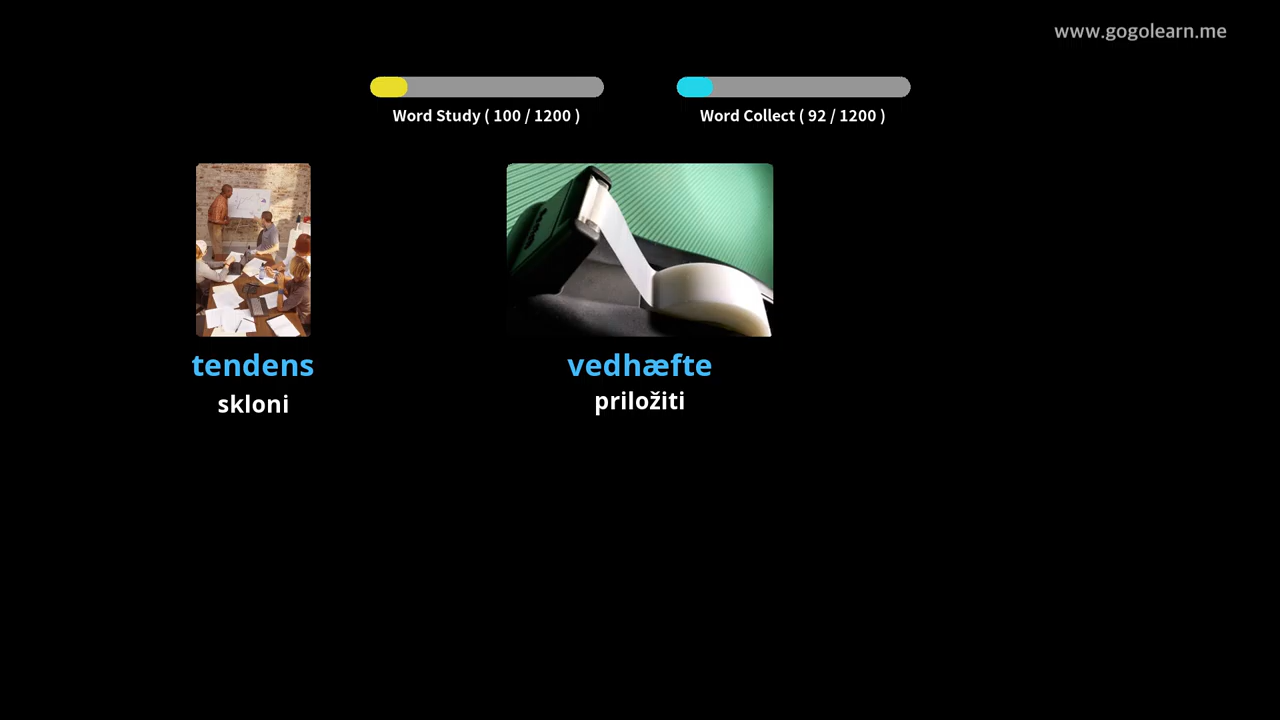 www.gogolearn.me
Word Study ( 100 / 1200 )
Word Collect ( 92 / 1200 )
tendens
skloni
vedhæfte
priložiti